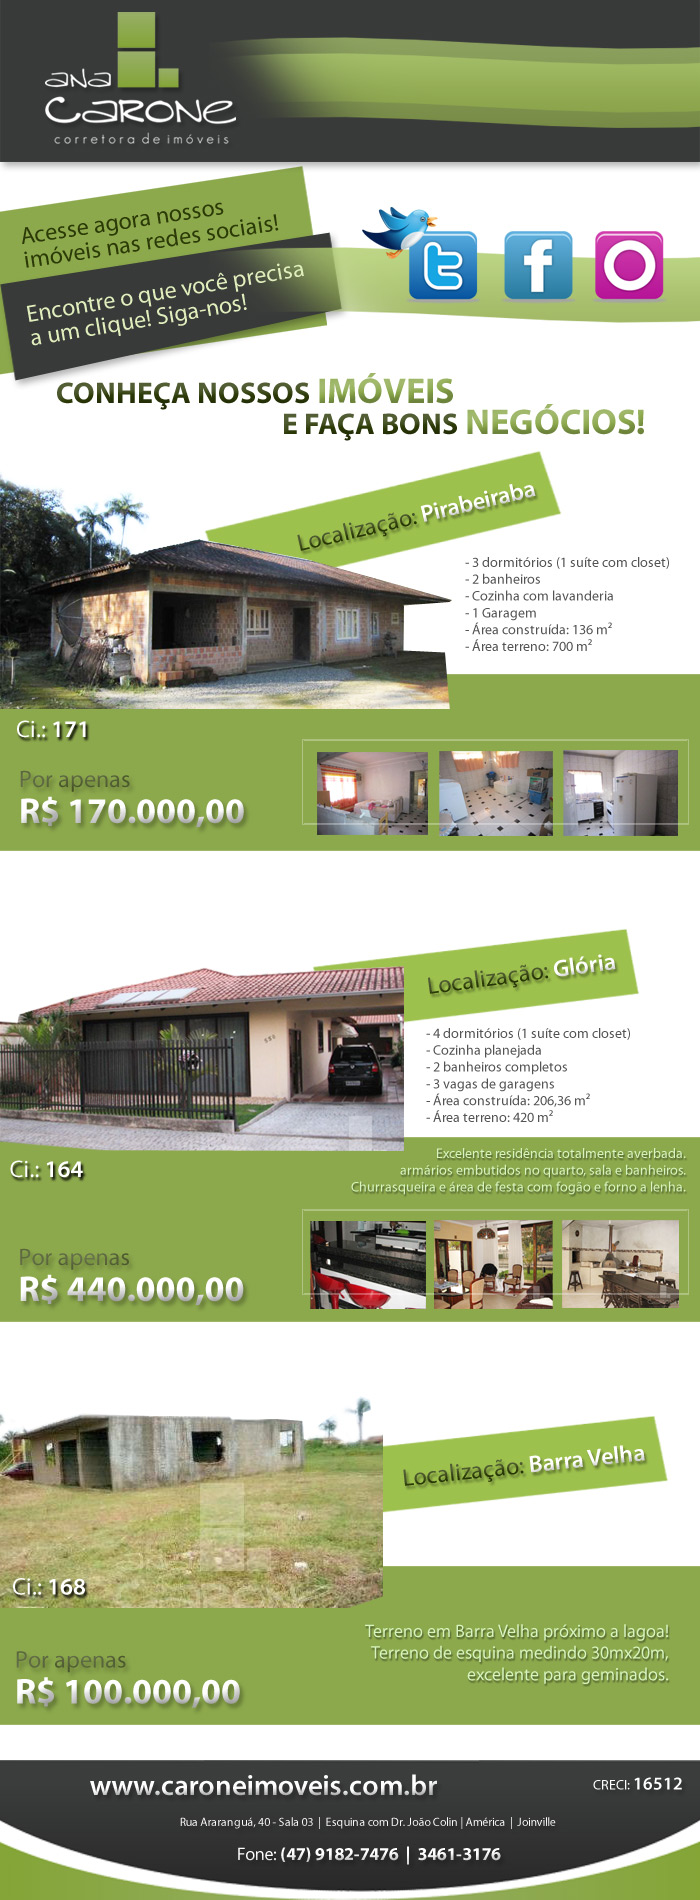 ana
Carone
corretora de imóveis
Acesse agora nossos
imóveis nas redes sociais!
Encontre o que você precisa
a um clique! Siga-nos!
CONHEÇA NOSSOS IMÓVEIS
E FAÇA BONS NEGÓCIOS!
Localização: Pirabeiraba
- 3 dormitórios (1 suíte com closet)
- 2 banheiros
- Cozinha com lavanderia
- 1 Garagem
- Área construída: 136 m²
- Área terreno: 700 m²
Ci.: 171
Por apenas
R$ 170.000,00
Localização: Glória
- 4 dormitórios (1 suíte com closet)
- Cozinha planejada
- 2 banheiros completos
- 3 vagas de garagens
- Área construída: 206,36 m²
- Área terreno: 420 m²
Excelente residência totalmente averbada.
armários embutidos no quarto, sala e banheiros.
Churrasqueira e área de festa com fogão e forno a lenha.
Ci.: 164
Por apenas
R$ 440.000,00
Localização: Barra Velha
Ci.: 168
Terreno em Barra Velha próximo a lagoa!
Terreno de esquina medindo 30mx20m,
excelente para geminados.
Por apenas
R$ 100.000,00
www.caroneimoveis.com.br
CRECI: 16512
Rua Araranguá, 40 - Sala 03 | Esquina com Dr. João Colin | América | Joinville
Fone: (47) 9182-7476 | 3461-3176